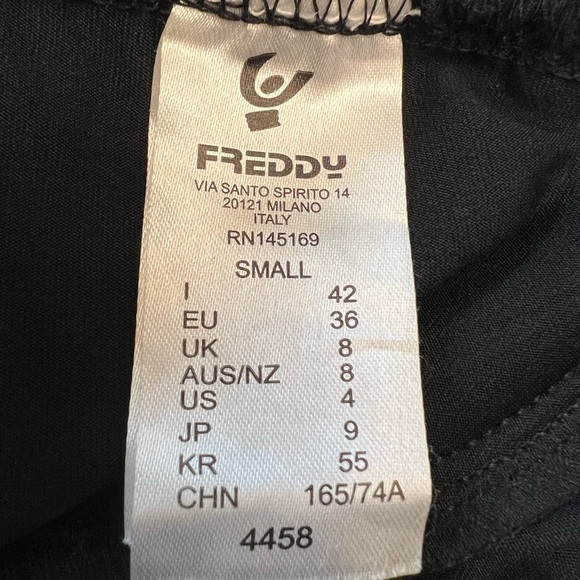 FREDDY
VIA SANTO SPIRITO 14
20121 MILANO
ITALY
RN145169
SMALL
I 42
EU 36
UK 8
AUS/NZ 8
US 4
JP 9
KR 55
CHN 165/74A
4458